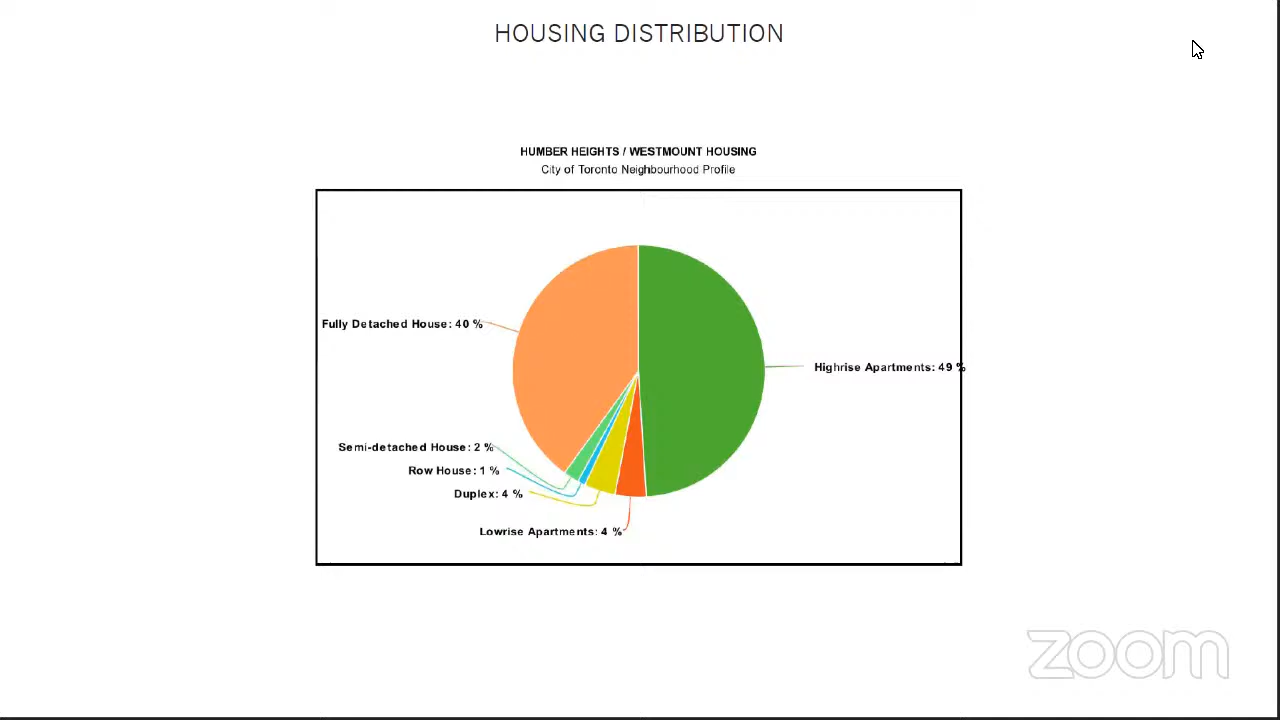 HOUSING DISTRIBUTION
HUMBER HEIGHTS / WESTMOUNT HOUSING
City of Toronto Neighbourhood Profile
Fully Detached House: 40 %
Highrise Apartments: 49 %
Semi-detached House: 2 %
Row House: 1 %
Duplex: 4 %
Lowrise Apartments: 4 %
zoom